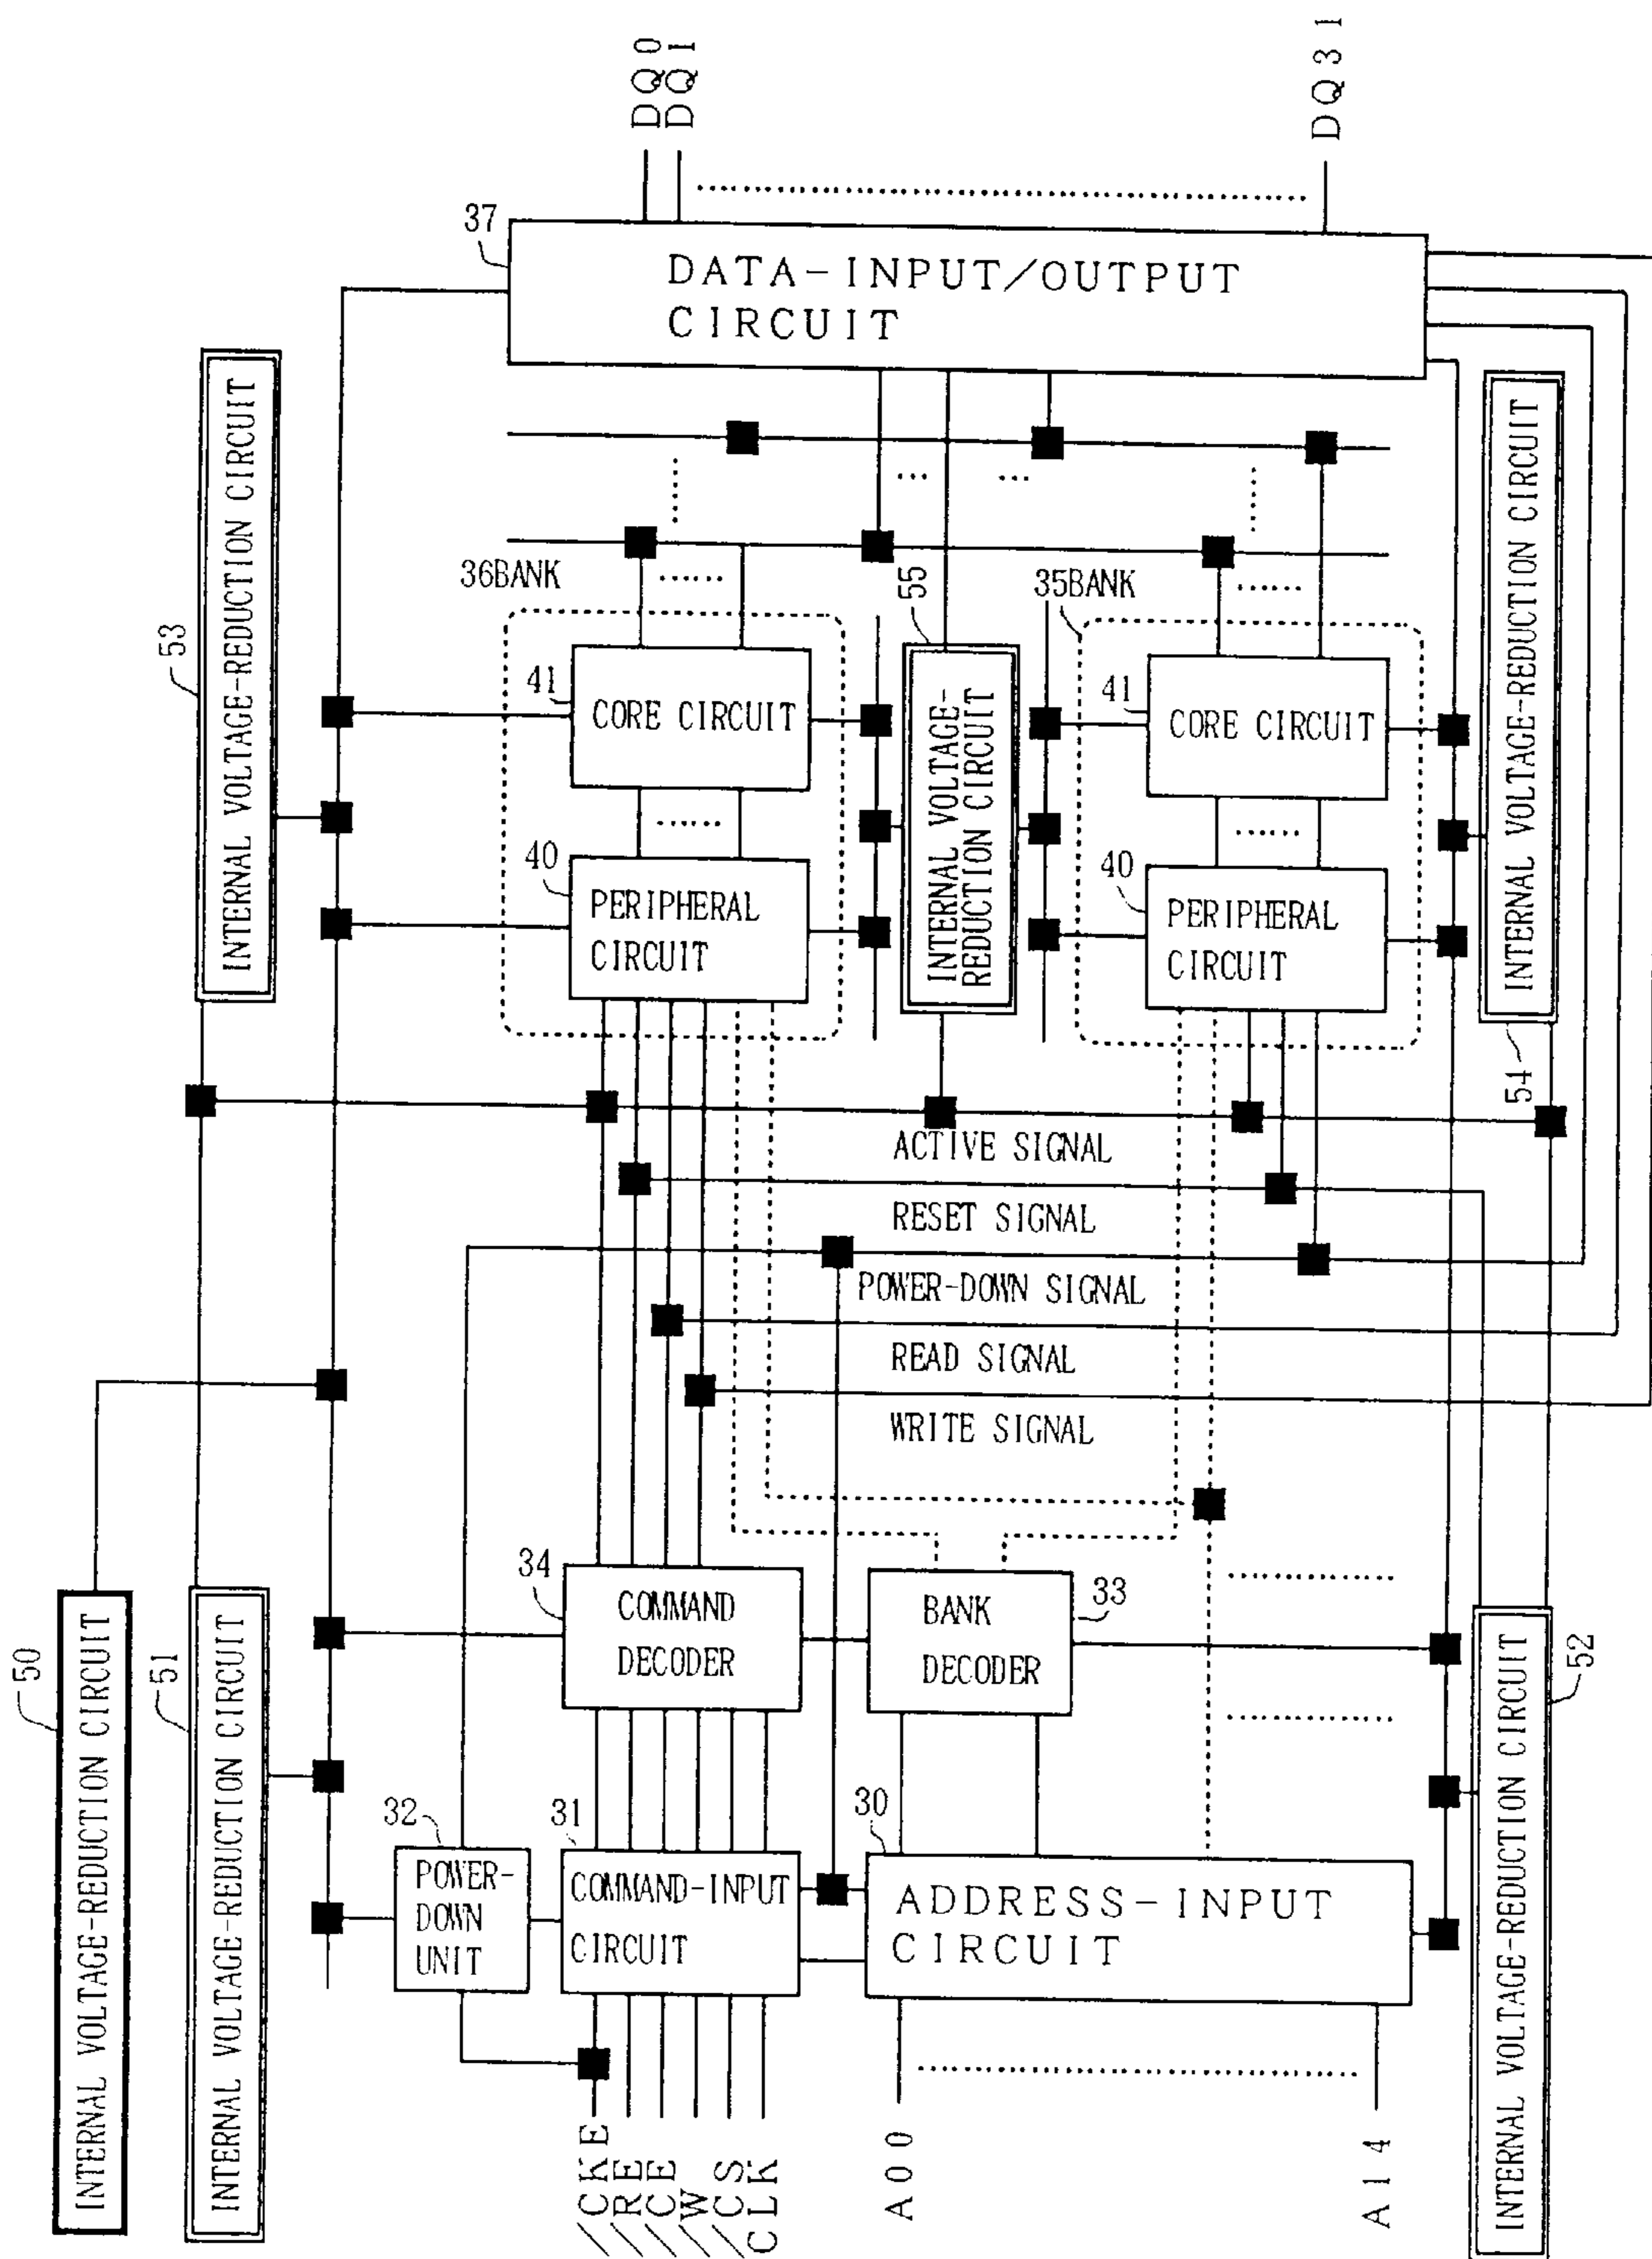 DQ0
DQ1
DQ31
37
DATA-INPUT/OUTPUT
CIRCUIT
53
INTERNAL VOLTAGE-REDUCTION CIRCUIT
36BANK
41
CORE CIRCUIT
40
PERIPHERAL
CIRCUIT
55
INTERNAL VOLTAGE-
REDUCTION CIRCUIT
35BANK
41
CORE CIRCUIT
40
PERIPHERAL
CIRCUIT
INTERNAL VOLTAGE-REDUCTION CIRCUIT
54
ACTIVE SIGNAL
RESET SIGNAL
POWER-DOWN SIGNAL
READ SIGNAL
WRITE SIGNAL
50
INTERNAL VOLTAGE-REDUCTION CIRCUIT
51
INTERNAL VOLTAGE-REDUCTION CIRCUIT
34
COMMAND
DECODER
BANK
DECODER
33
32
POWER-
DOWN
UNIT
31
COMMAND-INPUT
CIRCUIT
30
ADDRESS-INPUT
CIRCUIT
INTERNAL VOLTAGE-REDUCTION CIRCUIT
52
/CKE
/RE
/CE
/W
/CS
CLK
A00
A14